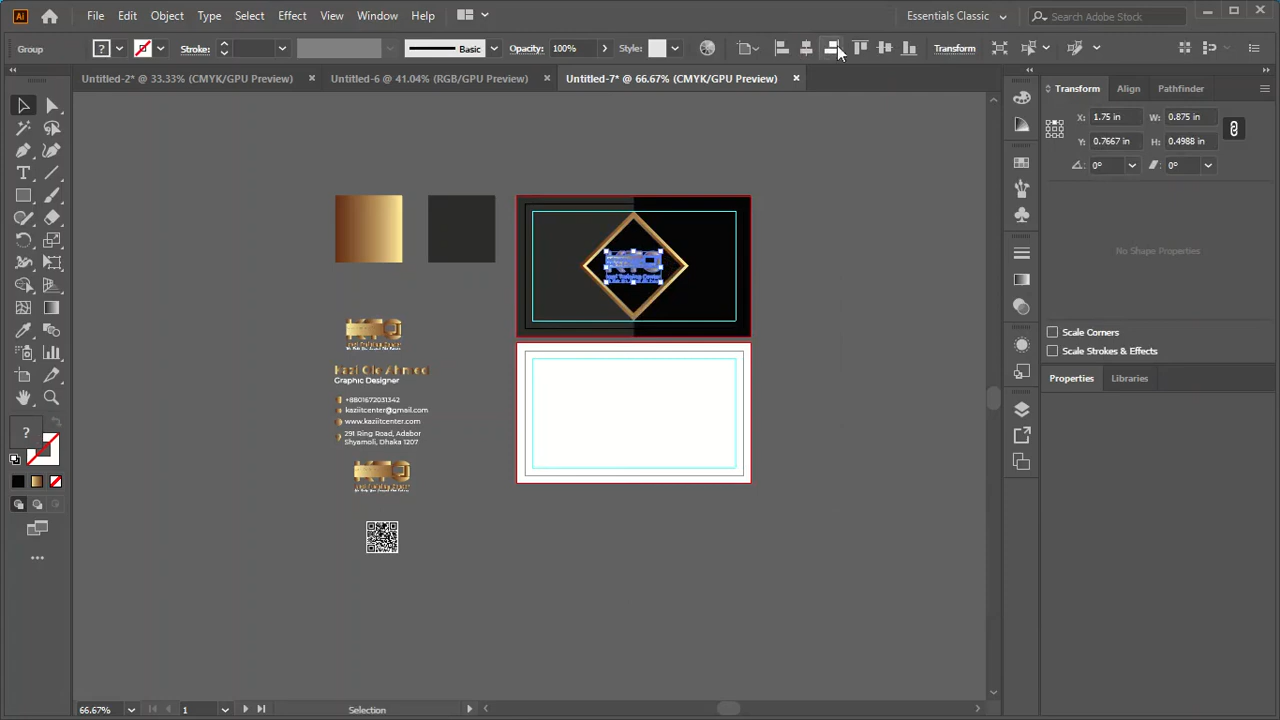 Ai File Edit Object Type Select Effect View Window Help Essentials Classic Search Adobe Stock
Group Stroke: Basic Opacity: 100% Style: Transform
Untitled-2* @ 33.33% (CMYK/GPU Preview) Untitled-6 @ 41.04% (RGB/GPU Preview) Untitled-7* @ 66.67% (CMYK/GPU Preview)
Transform Align Pathfinder
X: 1.75 in W: 0.875 in
Y: 0.7667 in H: 0.4988 in
0° 0°
No Shape Properties
Scale Corners
Scale Strokes & Effects
Properties Libraries
Graphic Designer
+8801672031342
kaziitcenter@gmail.com
www.kaziitcenter.com
291 Ring Road, Adabor
Shyamoli, Dhaka 1207
66.67% 1 Selection